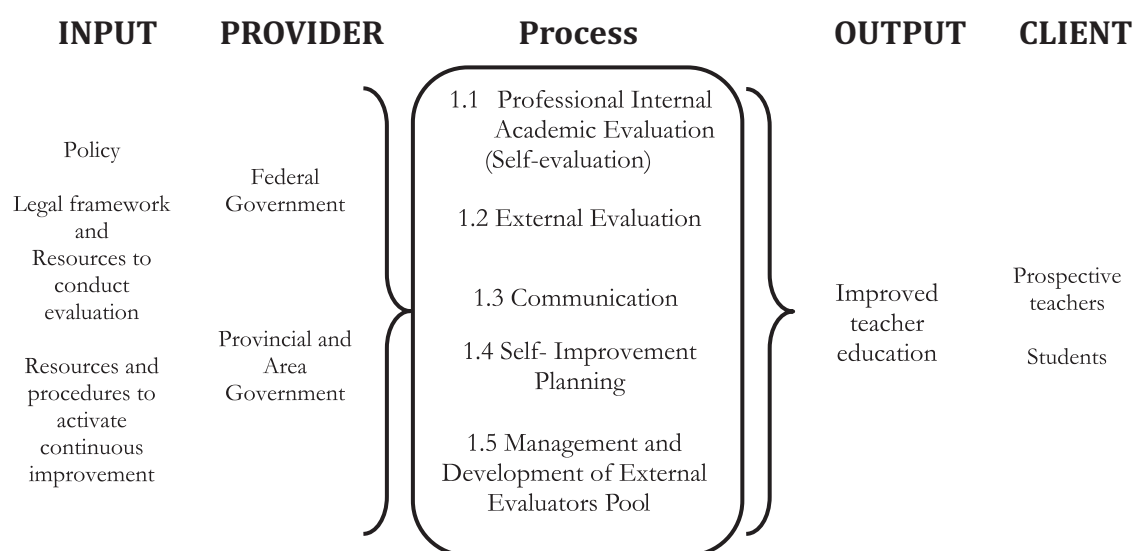 INPUT PROVIDER Process OUTPUT CLIENT
Policy
Legal framework
and
Resources to
conduct
evaluation
Resources and
procedures to
activate
continuous
improvement
Federal
Government
Provincial and
Area
Government
1.1 Professional Internal
Academic Evaluation
(Self-evaluation)
1.2 External Evaluation
1.3 Communication
1.4 Self- Improvement
Planning
1.5 Management and
Development of External
Evaluators Pool
Improved
teacher
education
Prospective
teachers
Students